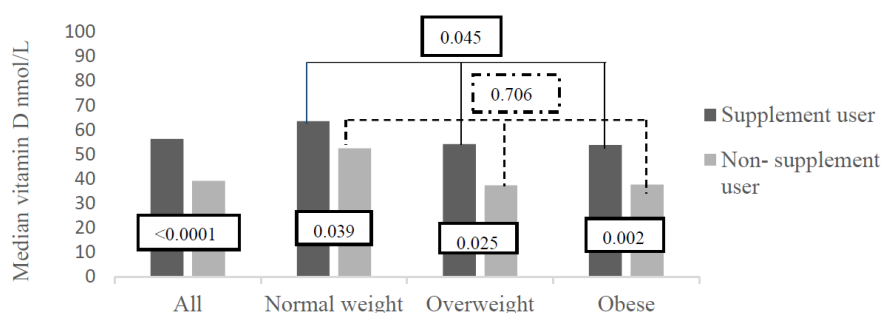 Median vitamin D nmol/L
100
90
80
70
60
50
40
30
20
10
0
0.045
0.706
<0.0001
0.039
0.025
0.002
All
Normal weight
Overweight
Obese
Supplement user
Non- supplement
user